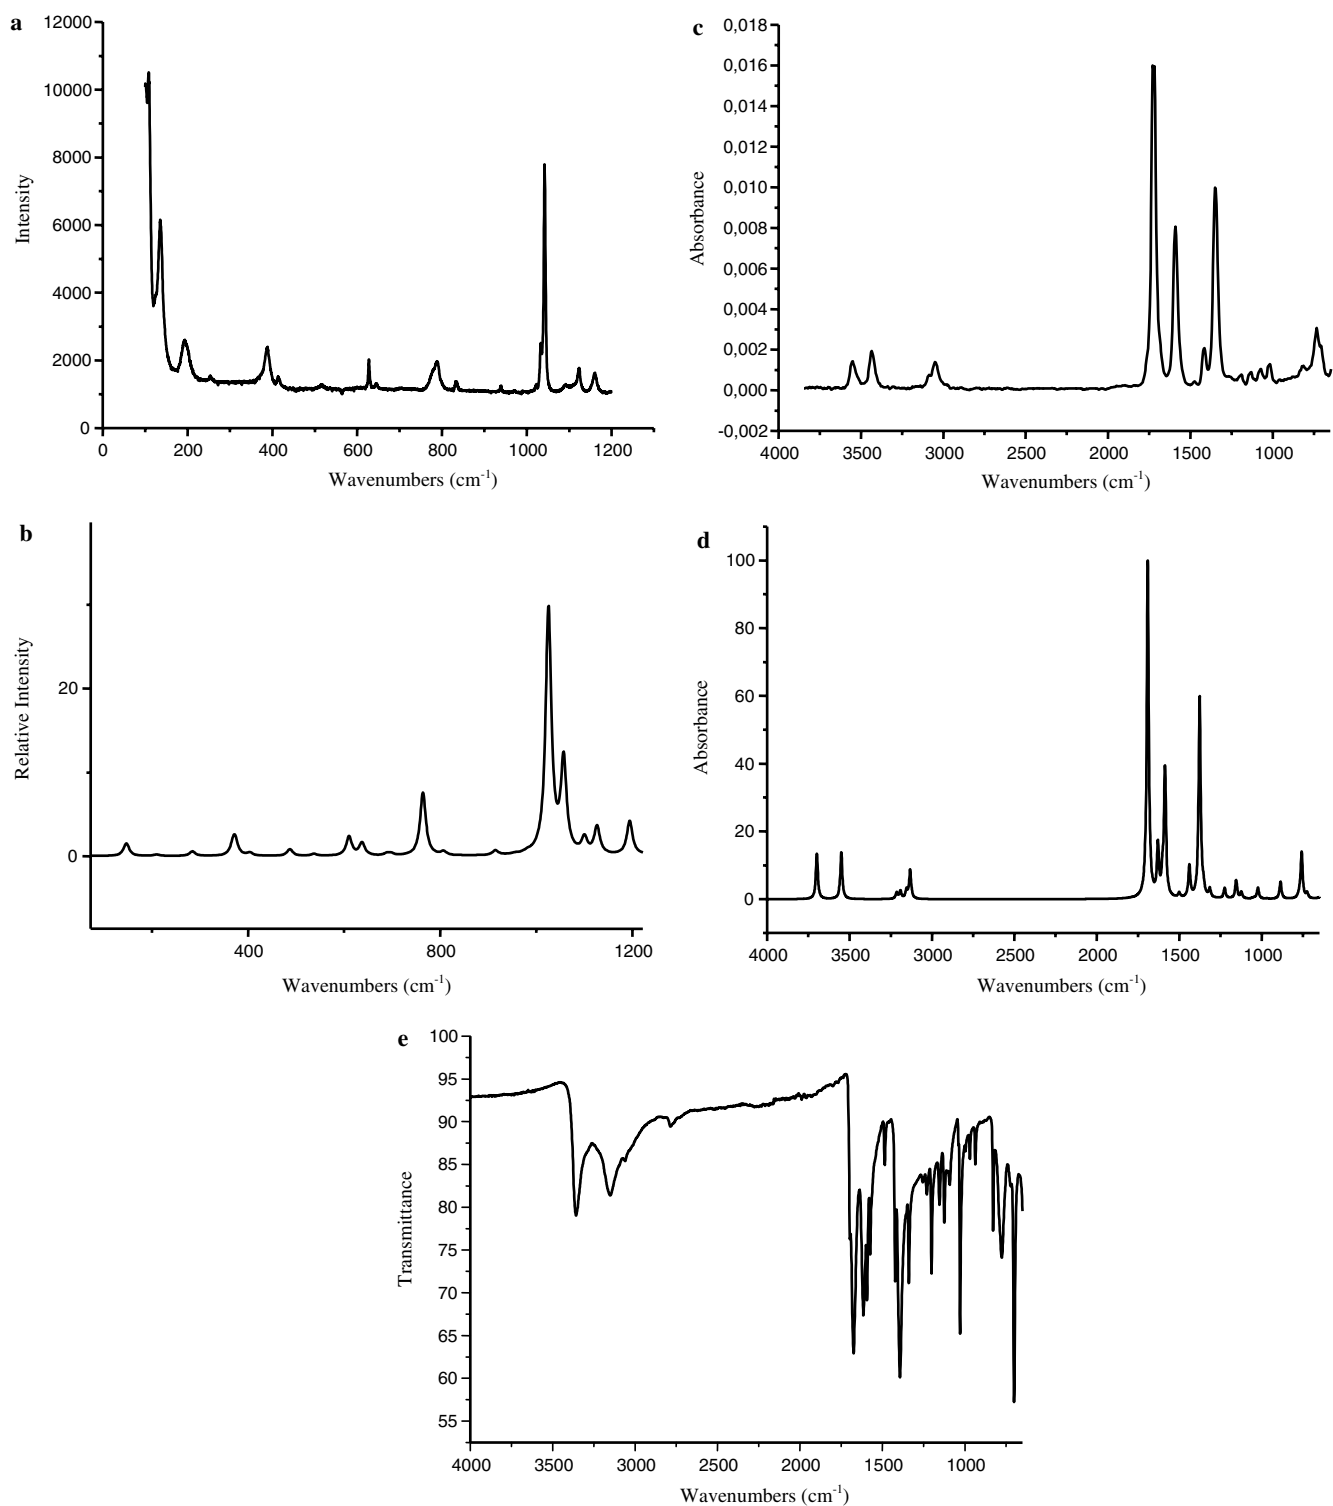 a
12000
10000
8000
6000
4000
2000
0
Intensity
0 200 400 600 800 1000 1200
Wavenumbers (cm-1)
c
0,018
0,016
0,014
0,012
0,010
0,008
0,006
0,004
0,002
0,000
-0,002
Absorbance
4000 3500 3000 2500 2000 1500 1000
Wavenumbers (cm-1)
b
20
0
Relative Intensity
400 800 1200
Wavenumbers (cm-1)
d
100
80
60
40
20
0
Absorbance
4000 3500 3000 2500 2000 1500 1000
Wavenumbers (cm-1)
e
100
95
90
85
80
75
70
65
60
55
Transmittance
4000 3500 3000 2500 2000 1500 1000
Wavenumbers (cm-1)